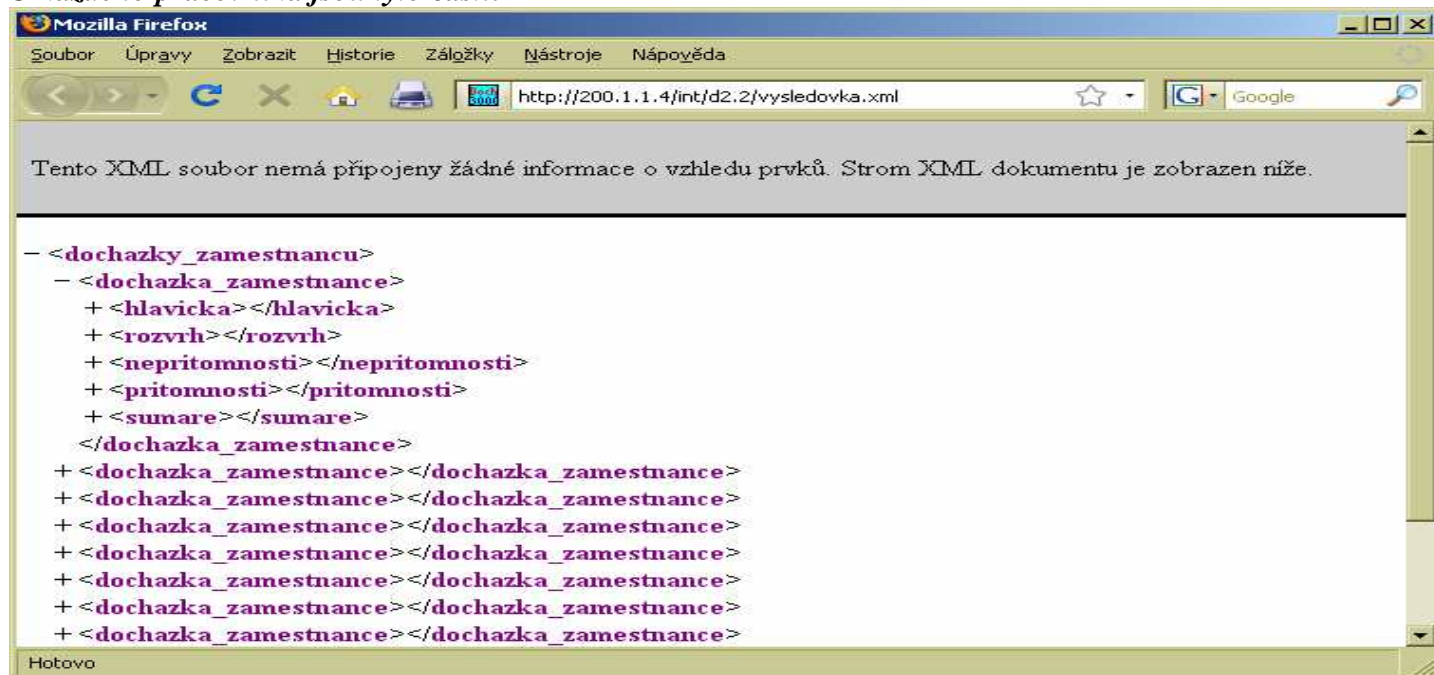 Mozilla Firefox
Soubor Úpravy Zobrazit Historie Záložky Nástroje Nápověda
http://200.1.1.4/int/d2.2/vysledovka.xml
G Google
Tento XML soubor nemá připojeny žádné informace o vzhledu prvků. Strom XML dokumentu je zobrazen níže.
− <dochazky_zamestnancu>
− <dochazka_zamestnance>
+ <hlavicka></hlavicka>
+ <rozvrh></rozvrh>
+ <nepritomnosti></nepritomnosti>
+ <pritomnosti></pritomnosti>
+ <sumare></sumare>
</dochazka_zamestnance>
+ <dochazka_zamestnance></dochazka_zamestnance>
+ <dochazka_zamestnance></dochazka_zamestnance>
+ <dochazka_zamestnance></dochazka_zamestnance>
+ <dochazka_zamestnance></dochazka_zamestnance>
+ <dochazka_zamestnance></dochazka_zamestnance>
+ <dochazka_zamestnance></dochazka_zamestnance>
+ <dochazka_zamestnance></dochazka_zamestnance>
Hotovo